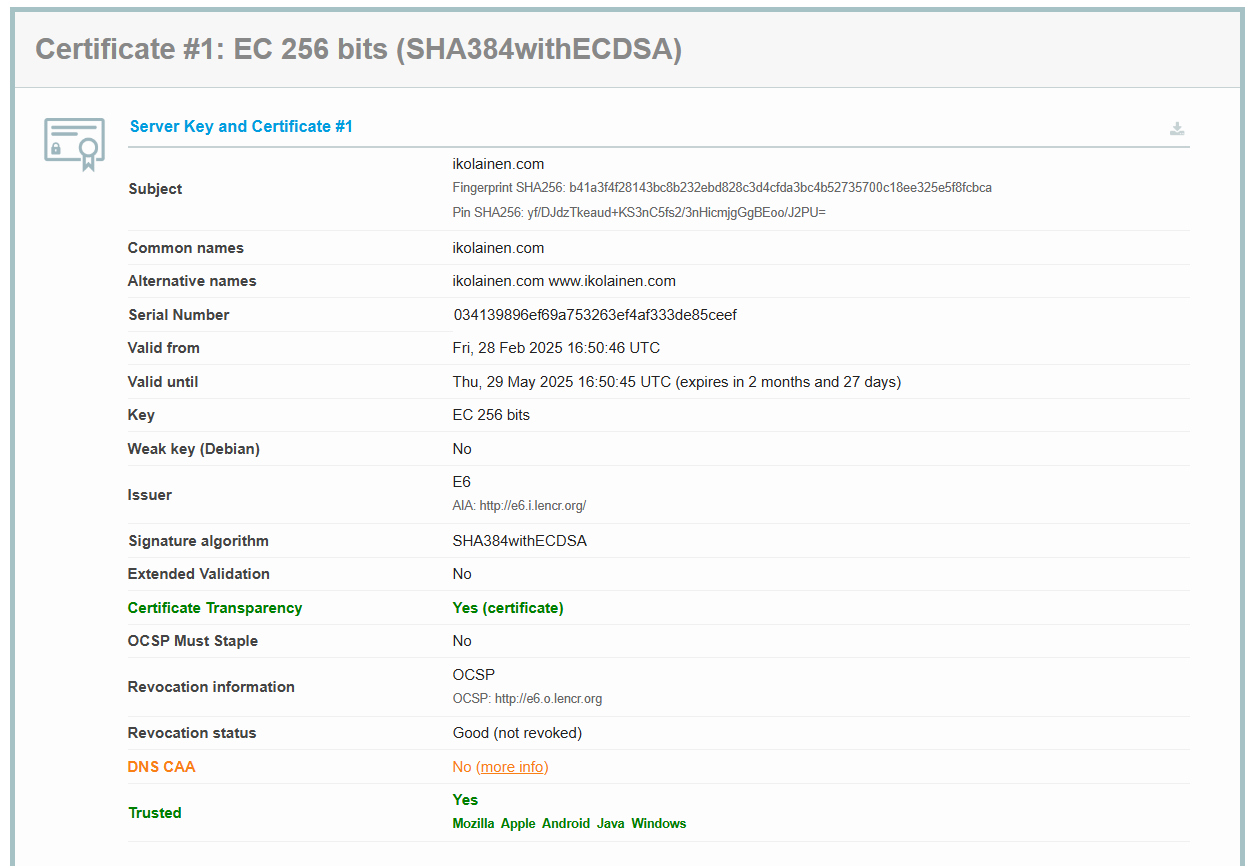 Certificate #1: EC 256 bits (SHA384withECDSA)
Server Key and Certificate #1
Subject
ikolainen.com
Fingerprint SHA256: b41a3f4f28143bc8b232ebd828c3d4cfda3bc4b52735700c18ee325e5f8fcbca
Pin SHA256: yf/DJdzTkeaud+KS3nC5fs2/3nHicmjgGgBEoo/J2PU=
Common names ikolainen.com
Alternative names ikolainen.com www.ikolainen.com
Serial Number 034139896ef69a753263ef4af333de85ceef
Valid from Fri, 28 Feb 2025 16:50:46 UTC
Valid until Thu, 29 May 2025 16:50:45 UTC (expires in 2 months and 27 days)
Key EC 256 bits
Weak key (Debian) No
Issuer
E6
AIA: http://e6.i.lencr.org/
Signature algorithm SHA384withECDSA
Extended Validation No
Certificate Transparency Yes (certificate)
OCSP Must Staple No
Revocation information
OCSP
OCSP: http://e6.o.lencr.org
Revocation status Good (not revoked)
DNS CAA No (more info)
Trusted
Yes
Mozilla Apple Android Java Windows